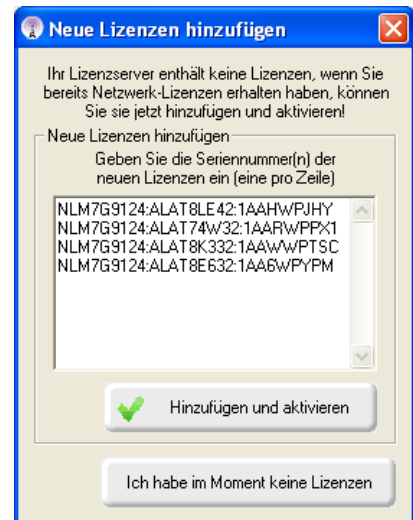 Neue Lizenzen hinzufügen
Ihr Lizenzserver enthält keine Lizenzen, wenn Sie
bereits Netzwerk-Lizenzen erhalten haben, können
Sie sie jetzt hinzufügen und aktivieren!
Neue Lizenzen hinzufügen
Geben Sie die Seriennummer(n) der
neuen Lizenzen ein (eine pro Zeile)
NLM7G9124:ALAT8LE42:1AAHWPJHY
NLM7G9124:ALAT74W32:1AARWPPX1
NLM7G9124:ALAT8K332:1AAWWPTSC
NLM7G9124:ALAT8E632:1AA6WPYPM
Hinzufügen und aktivieren
Ich habe im Moment keine Lizenzen